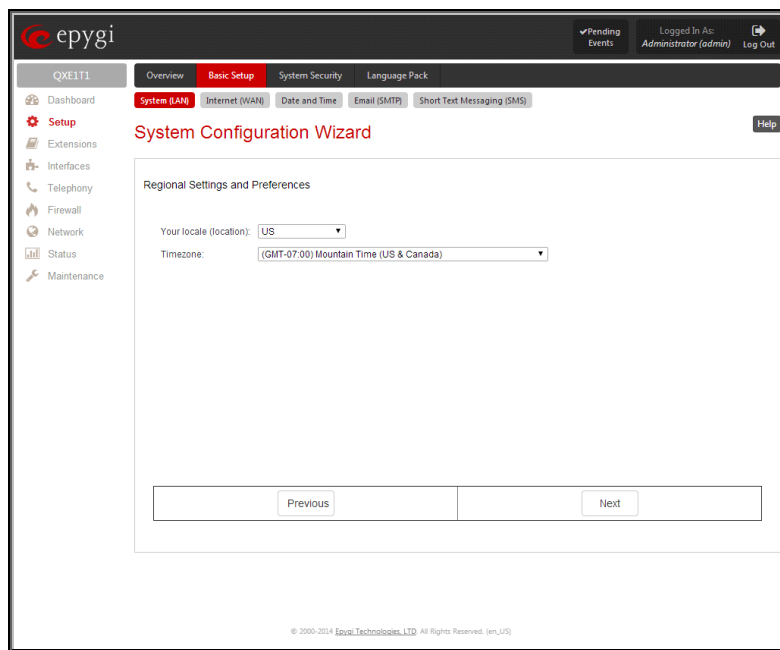 epygi
Pending Events
Logged In As:
Administrator (admin)
Log Out
QXE1T1
Overview Basic Setup System Security Language Pack
Dashboard
Setup
Extensions
Interfaces
Telephony
Firewall
Network
Status
Maintenance
System (LAN) Internet (WAN) Date and Time Email (SMTP) Short Text Messaging (SMS)
System Configuration Wizard
Help
Regional Settings and Preferences
Your locale (location): US
Timezone: (GMT-07:00) Mountain Time (US & Canada)
Previous Next
© 2000-2014 Epygi Technologies, LTD. All Rights Reserved. (en_US)